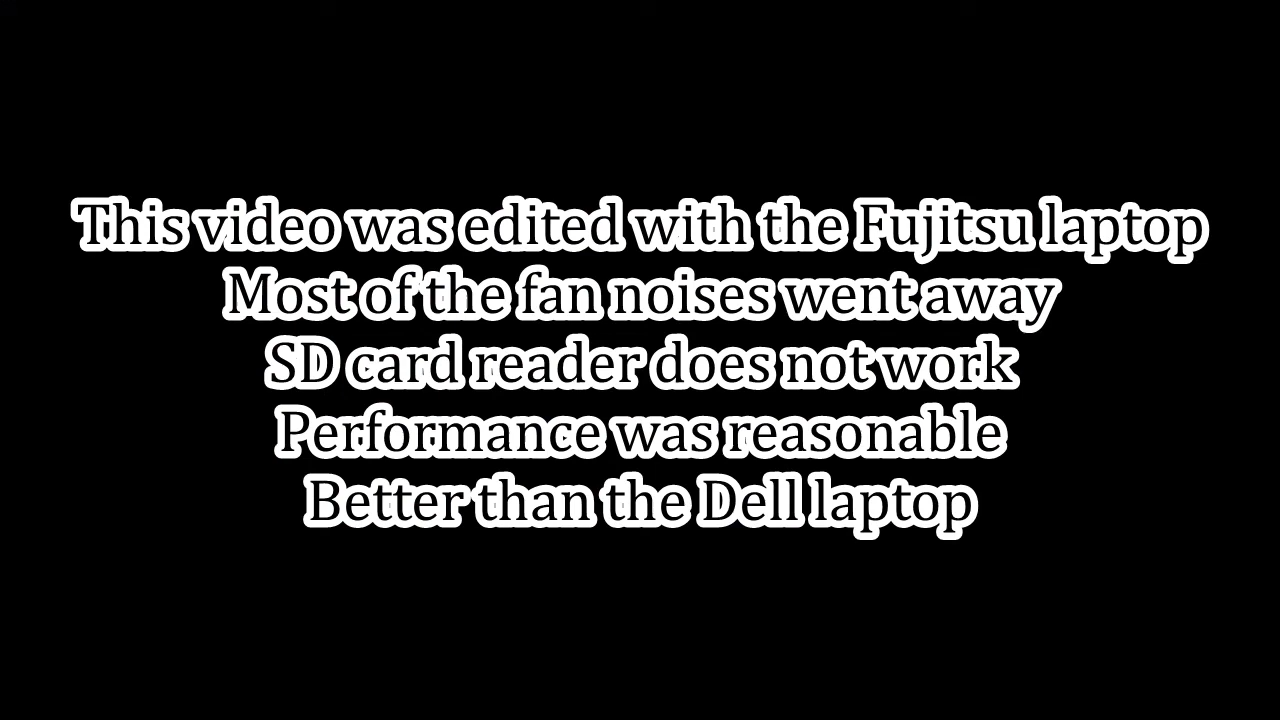 This video was edited with the Fujitsu laptop
Most of the fan noises went away
SD card reader does not work
Performance was reasonable
Better than the Dell laptop